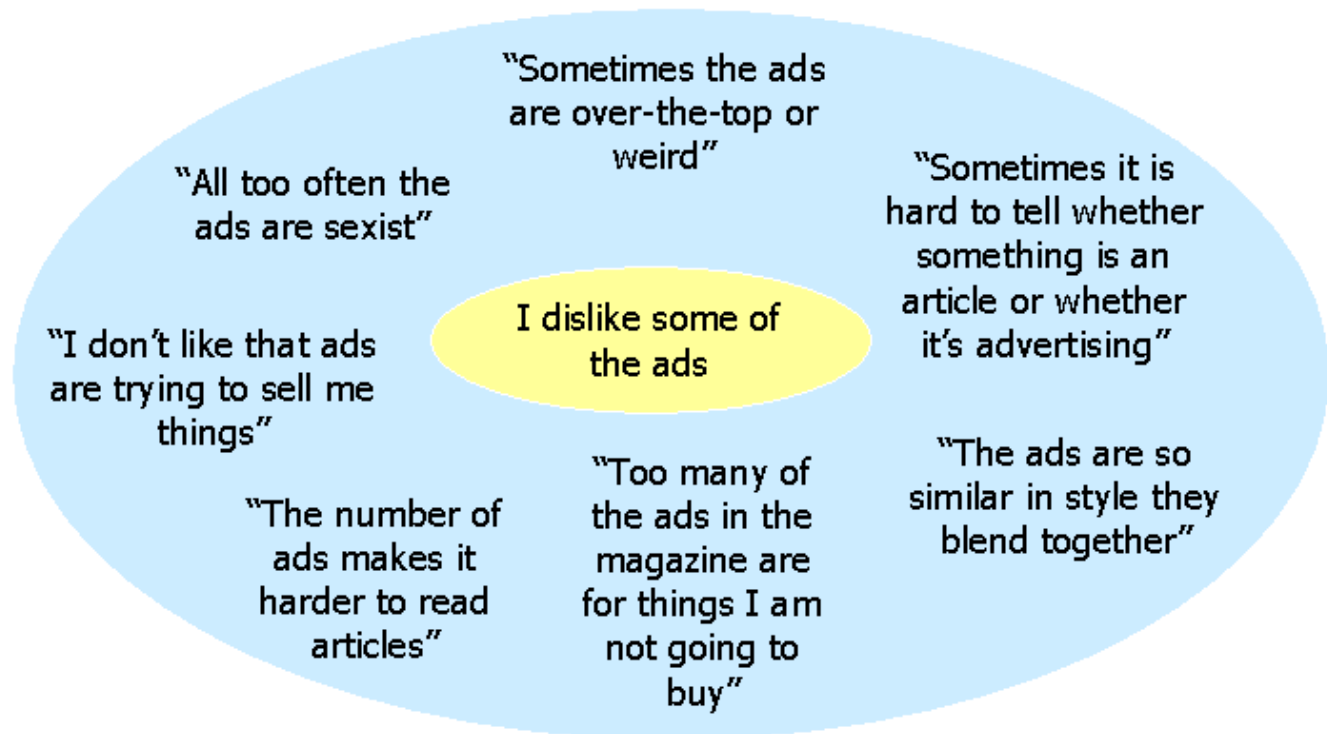 “Sometimes the ads
are over-the-top or
weird”
“All too often the
ads are sexist”
“Sometimes it is
hard to tell whether
something is an
article or whether
it’s advertising”
I dislike some of
the ads
“I don’t like that ads
are trying to sell me
things”
“The ads are so
similar in style they
blend together”
“The number of
ads makes it
harder to read
articles”
“Too many of
the ads in the
magazine are
for things I am
not going to
buy”